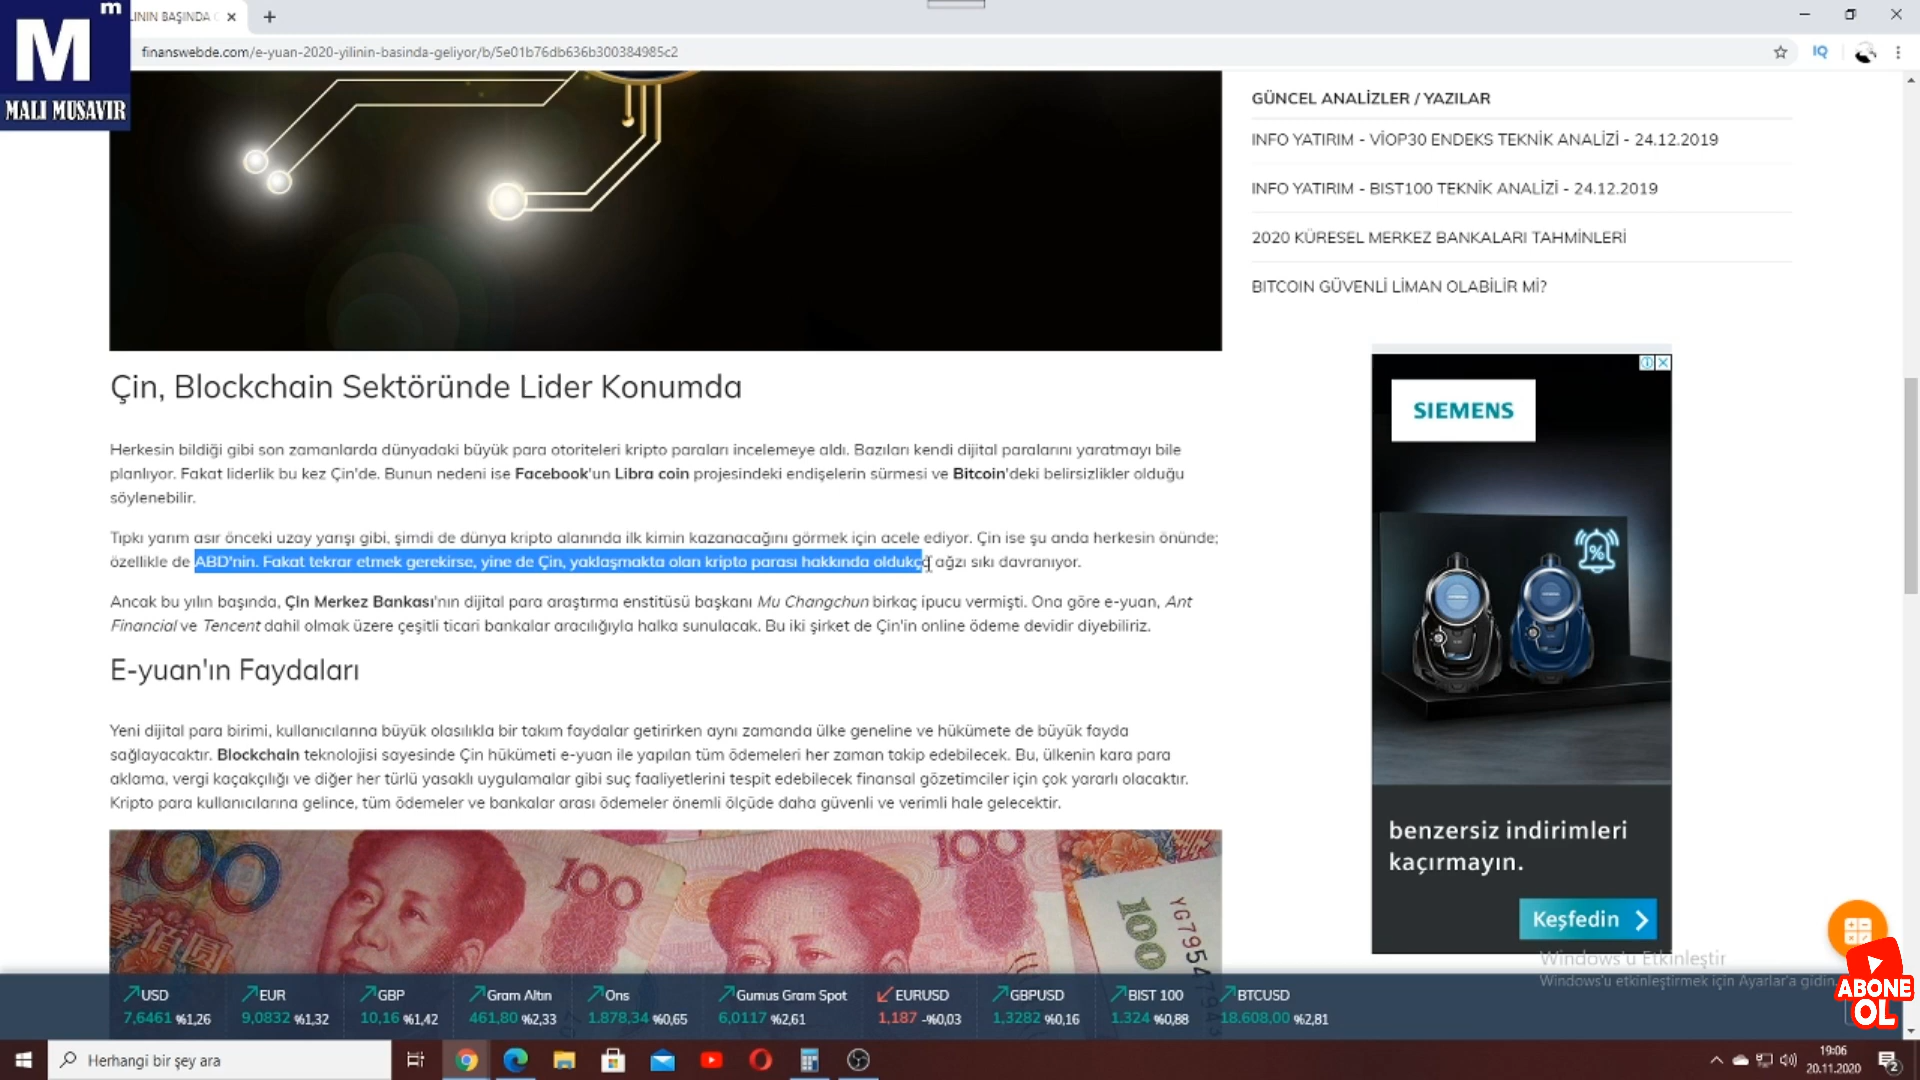 m
M
MALI MUSAVIR
finanswebde.com/e-yuan-2020-yilinin-basinda-geliyor/b/5e01b76db636b300384985c2
IQ
GÜNCEL ANALİZLER / YAZILAR
INFO YATIRIM - VİOP30 ENDEKS TEKNİK ANALİZİ - 24.12.2019
INFO YATIRIM - BIST100 TEKNİK ANALİZİ - 24.12.2019
2020 KÜRESEL MERKEZ BANKALARI TAHMİNLERİ
BITCOIN GÜVENLİ LİMAN OLABİLİR Mİ?
Çin, Blockchain Sektöründe Lider Konumda
Herkesin bildiği gibi son zamanlarda dünyadaki büyük para otoriteleri kripto paraları incelemeye aldı. Bazıları kendi dijital paralarını yaratmayı bile
planlıyor. Fakat liderlik bu kez Çin'de. Bunun nedeni ise Facebook'un Libra coin projesindeki endişelerin sürmesi ve Bitcoin'deki belirsizlikler olduğu
söylenebilir.
Tıpkı yarım asır önceki uzay yarışı gibi, şimdi de dünya kripto alanında ilk kimin kazanacağını görmek için acele ediyor. Çin ise şu anda herkesin önünde;
özellikle de ABD'nin. Fakat tekrar etmek gerekirse, yine de Çin, yaklaşmakta olan kripto parası hakkında oldukça ağzı sıkı davranıyor.
Ancak bu yılın başında, Çin Merkez Bankası'nın dijital para araştırma enstitüsü başkanı Mu Changchun birkaç ipucu vermişti. Ona göre e-yuan, Ant
Financial ve Tencent dahil olmak üzere çeşitli ticari bankalar aracılığıyla halka sunulacak. Bu iki şirket de Çin'in online ödeme devidir diyebiliriz.
E-yuan'ın Faydaları
Yeni dijital para birimi, kullanıcılarına büyük olasılıkla bir takım faydalar getirirken aynı zamanda ülke geneline ve hükümete de büyük fayda
sağlayacaktır. Blockchain teknolojisi sayesinde Çin hükümeti e-yuan ile yapılan tüm ödemeleri her zaman takip edebilecek. Bu, ülkenin kara para
aklama, vergi kaçakçılığı ve diğer her türlü yasaklı uygulamalar gibi suç faaliyetlerini tespit edebilecek finansal gözetimciler için çok yararlı olacaktır.
Kripto para kullanıcılarına gelince, tüm ödemeler ve bankalar arası ödemeler önemli ölçüde daha güvenli ve verimli hale gelecektir.
100
100
100
100
SIEMENS
%
benzersiz indirimleri
kaçırmayın.
Keşfedin
Windows'u Etkinleştir
Windows'u etkinleştirmek için Ayarlar'a gidin.
ABONE
OL
USD EUR GBP Gram Altın Ons Gumus Gram Spot EURUSD GBPUSD BIST 100 BTCUSD
7,6461 %1,26 9,0832 %1,32 10,16 %1,42 461,80 %2,33 1.878,34 %0,65 6,0117 %2,61 1,187 -%0,03 1,3282 %0,16 1.324 %0,88 18.608,00 %2,81
Herhangi bir şey ara
19:06
20.11.2020
2